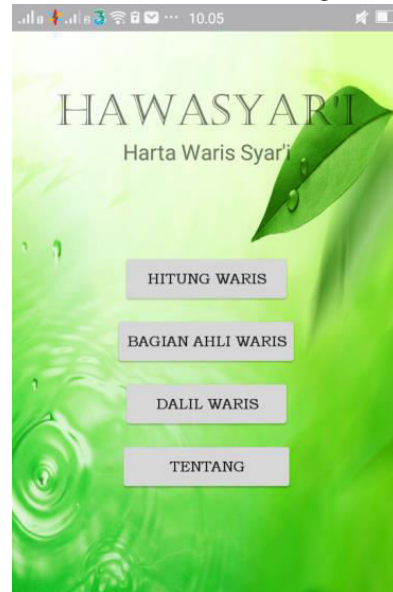 10.05
HAWASYAR'I
Harta Waris Syar'i
HITUNG WARIS
BAGIAN AHLI WARIS
DALIL WARIS
TENTANG